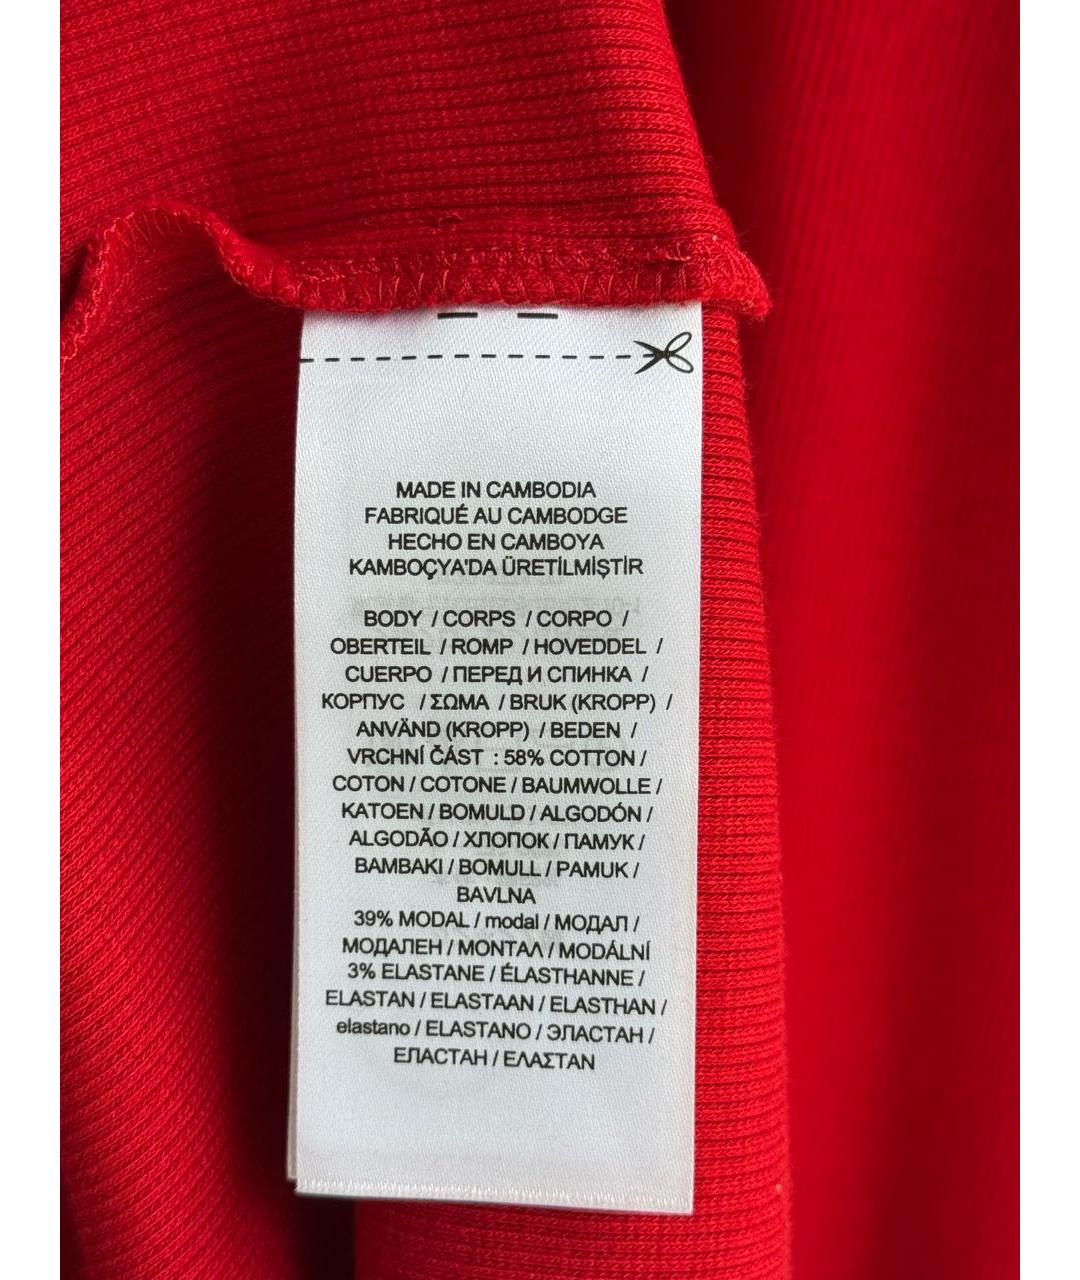 MADE IN CAMBODIA
FABRIQUÉ AU CAMBODGE
HECHO EN CAMBOYA
KAMBOÇYA'DA ÜRETİLMİŞTİR
BODY / CORPS / CORPO /
OBERTEIL / ROMP / HOVEDDEL /
CUERPO / ПЕРЕД И СПИНКА /
КОРПУС / ΣΩΜΑ / BRUK (KROPP) /
ANVÄND (KROPP) / BEDEN /
VRCHNÍ ČÁST : 58% COTTON /
COTON / COTONE / BAUMWOLLE /
KATOEN / BOMULD / ALGODÓN /
ALGODÃO / ХЛОПОК / ПАМУК /
BAMBAKI / BOMULL / PAMUK /
BAVLNA
39% MODAL / modal / МОДАЛ /
МОДАЛЕН / ΜΟΝΤΑΛ / MODÁLNÍ
3% ELASTANE / ÉLASTHANNE /
ELASTAN / ELASTAAN / ELASTHAN /
elastano / ELASTANO / ЭЛАСТАН /
ЕЛАСТАН / ΕΛΑΣΤΑΝ